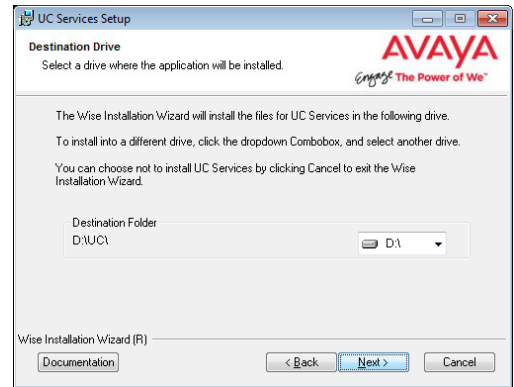 UC Services Setup
Destination Drive
Select a drive where the application will be installed.
AVAYA
Engage The Power of We™
The Wise Installation Wizard will install the files for UC Services in the following drive.
To install into a different drive, click the dropdown Combobox, and select another drive.
You can choose not to install UC Services by clicking Cancel to exit the Wise
Installation Wizard.
Destination Folder
D:\UC\
D:\
Wise Installation Wizard (R)
Documentation
< Back
Next >
Cancel